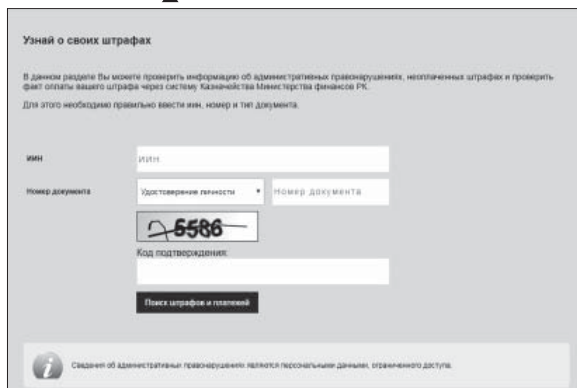 Узнай о своих штрафах
В данном разделе Вы можете проверить информацию об административных правонарушениях, неоплаченных штрафах и проверить
факт оплаты вашего штрафа через систему Казначейства Министерства финансов РК.
Для этого необходимо правильно ввести иин, номер и тип документа.
ИИН
ИИН
Номер документа
Удостоверение личности
Номер документа
5586
Код подтверждения:
Поиск штрафов и платежей
Сведения об административных правонарушениях являются персональными данными, ограниченного доступа.